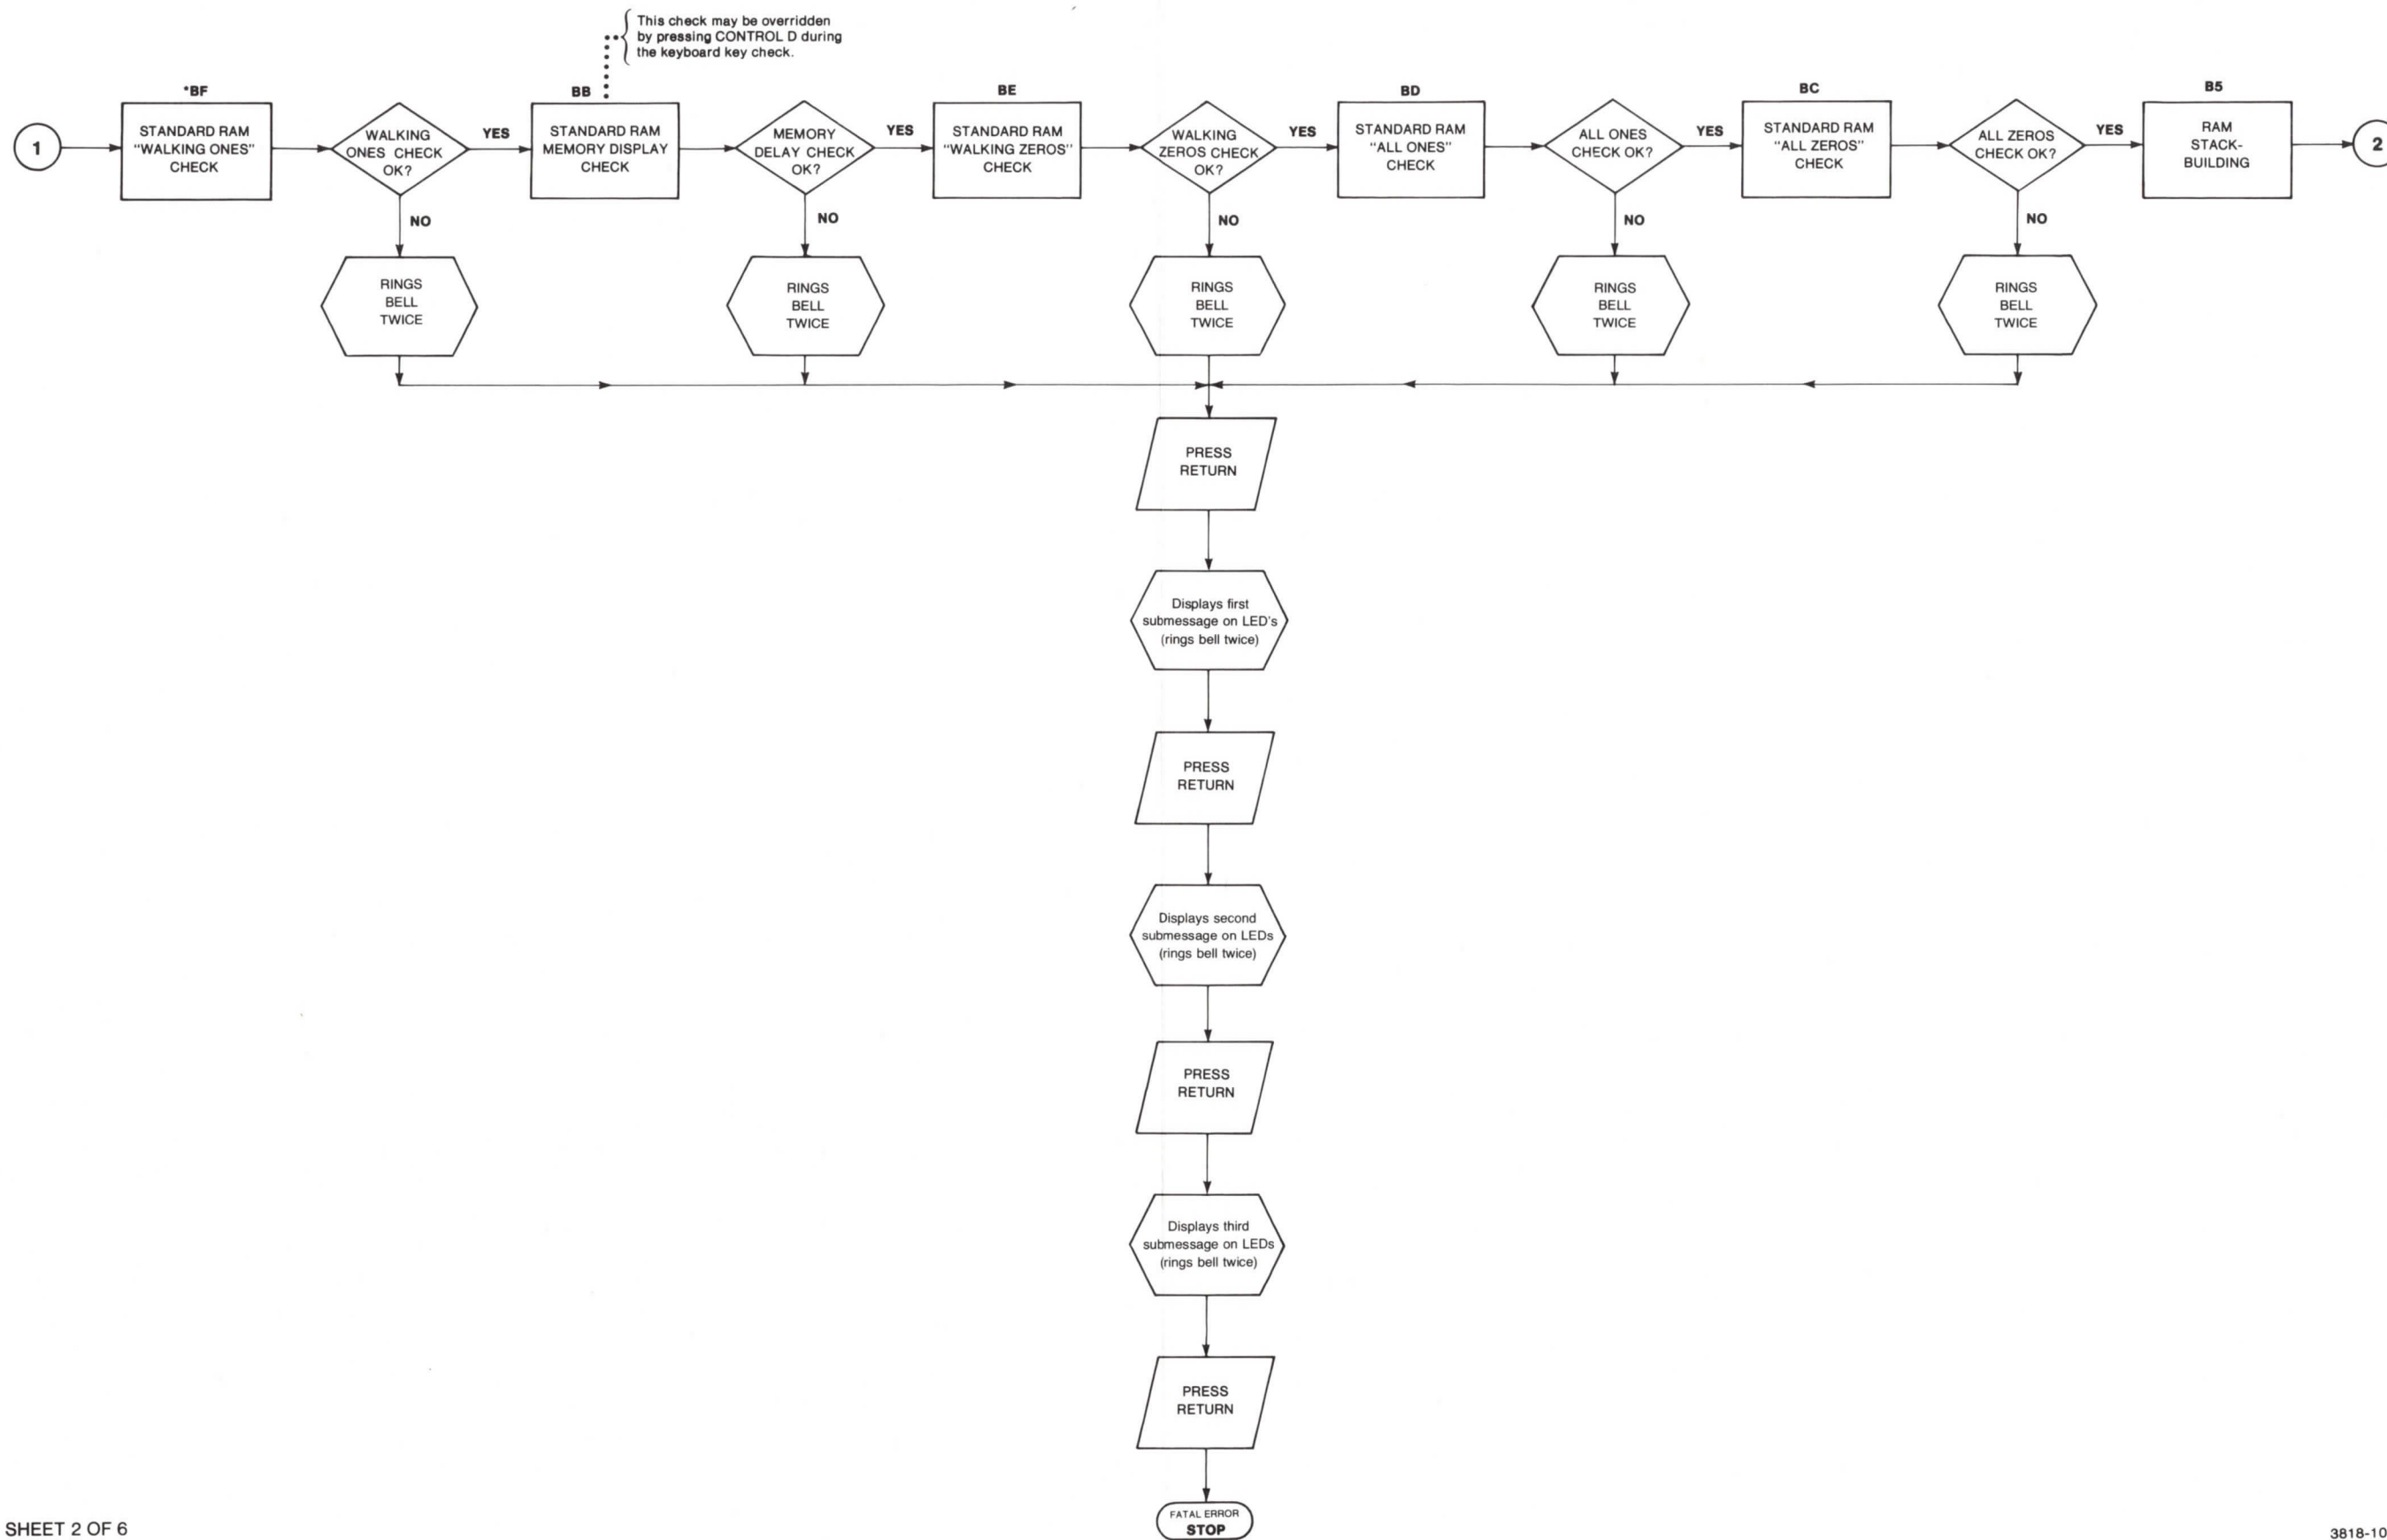 This check may be overridden
by pressing CONTROL D during
the keyboard key check.
*BF
BB
BE
BD
BC
B5
1
STANDARD RAM
"WALKING ONES"
CHECK
WALKING
ONES CHECK
OK?
YES
STANDARD RAM
MEMORY DISPLAY
CHECK
MEMORY
DELAY CHECK
OK?
YES
STANDARD RAM
"WALKING ZEROS"
CHECK
WALKING
ZEROS CHECK
OK?
YES
STANDARD RAM
"ALL ONES"
CHECK
ALL ONES
CHECK OK?
YES
STANDARD RAM
"ALL ZEROS"
CHECK
ALL ZEROS
CHECK OK?
YES
RAM
STACK-
BUILDING
2
NO
NO
NO
NO
NO
RINGS
BELL
TWICE
RINGS
BELL
TWICE
RINGS
BELL
TWICE
RINGS
BELL
TWICE
RINGS
BELL
TWICE
PRESS
RETURN
Displays first
submessage on LED's
(rings bell twice)
PRESS
RETURN
Displays second
submessage on LEDs
(rings bell twice)
PRESS
RETURN
Displays third
submessage on LEDs
(rings bell twice)
PRESS
RETURN
FATAL ERROR
STOP
SHEET 2 OF 6
3818-10